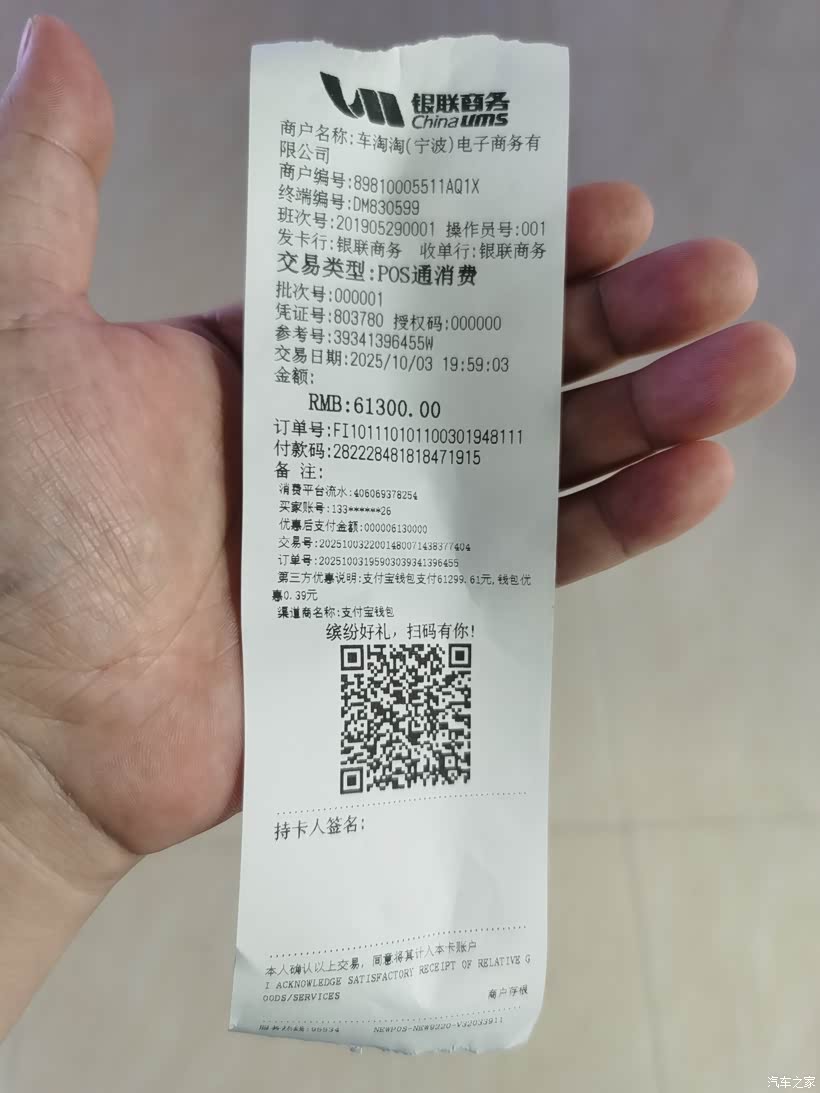 银联商务
China ums
商户名称:车淘淘(宁波)电子商务有
限公司
商户编号:89810005511AQ1X
终端编号:DM830599
班次号:201905290001 操作员号:001
发卡行:银联商务 收单行:银联商务
交易类型:POS通消费
批次号:000001
凭证号:803780 授权码:000000
参考号:39341396455W
交易日期:2025/10/03 19:59:03
金额:
RMB:61300.00
订单号:FI101110101100301948111
付款码:282228481818471915
备 注:
消费平台流水:406069378254
买家账号:133******26
优惠后支付金额:000006130000
交易号:2025100322001480071438377404
订单号:20251003195903039341396455
第三方优惠说明:支付宝钱包支付61299.61元,钱包优
惠0.39元
渠道商名称:支付宝钱包
缤纷好礼，扫码有你!
持卡人签名:
本人确认以上交易，同意将其计入本卡账户
I ACKNOWLEDGE SATISFACTORY RECEIPT OF RELATIVE G
OODS/SERVICES
商户存根
汽车之家